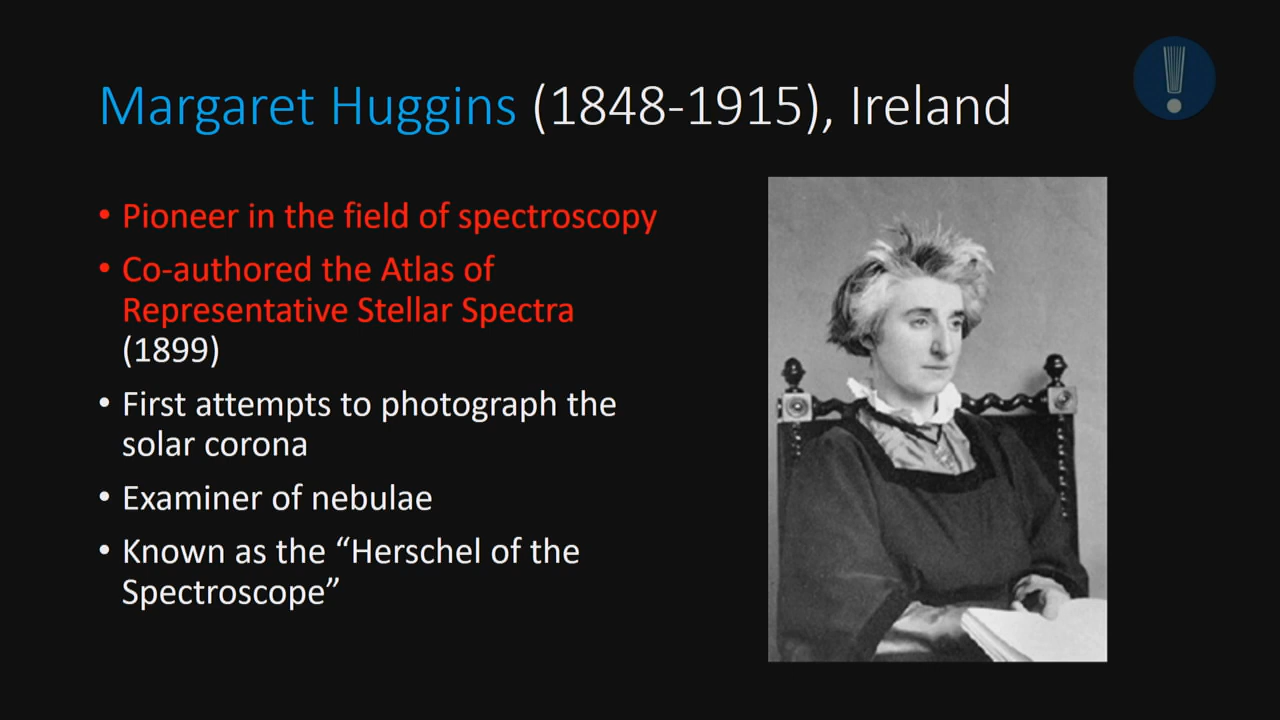 Margaret Huggins (1848-1915), Ireland
• Pioneer in the field of spectroscopy
• Co-authored the Atlas of
Representative Stellar Spectra
(1899)
• First attempts to photograph the
solar corona
• Examiner of nebulae
• Known as the “Herschel of the
Spectroscope”